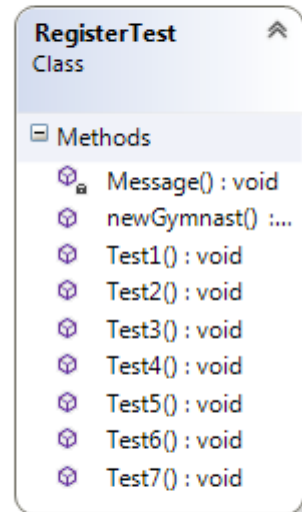 RegisterTest
Class
Methods
Message() : void
newGymnast() :...
Test1() : void
Test2() : void
Test3() : void
Test4() : void
Test5() : void
Test6() : void
Test7() : void